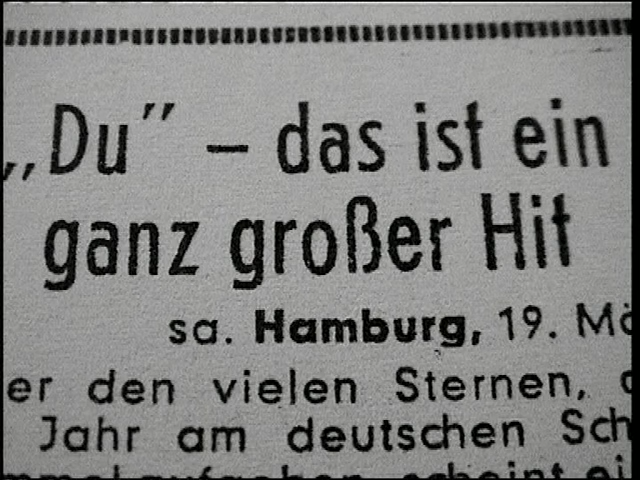 „Du” – das ist ein
ganz großer Hit
sa. Hamburg, 19.
er den vielen Sternen,
Jahr am deutschen